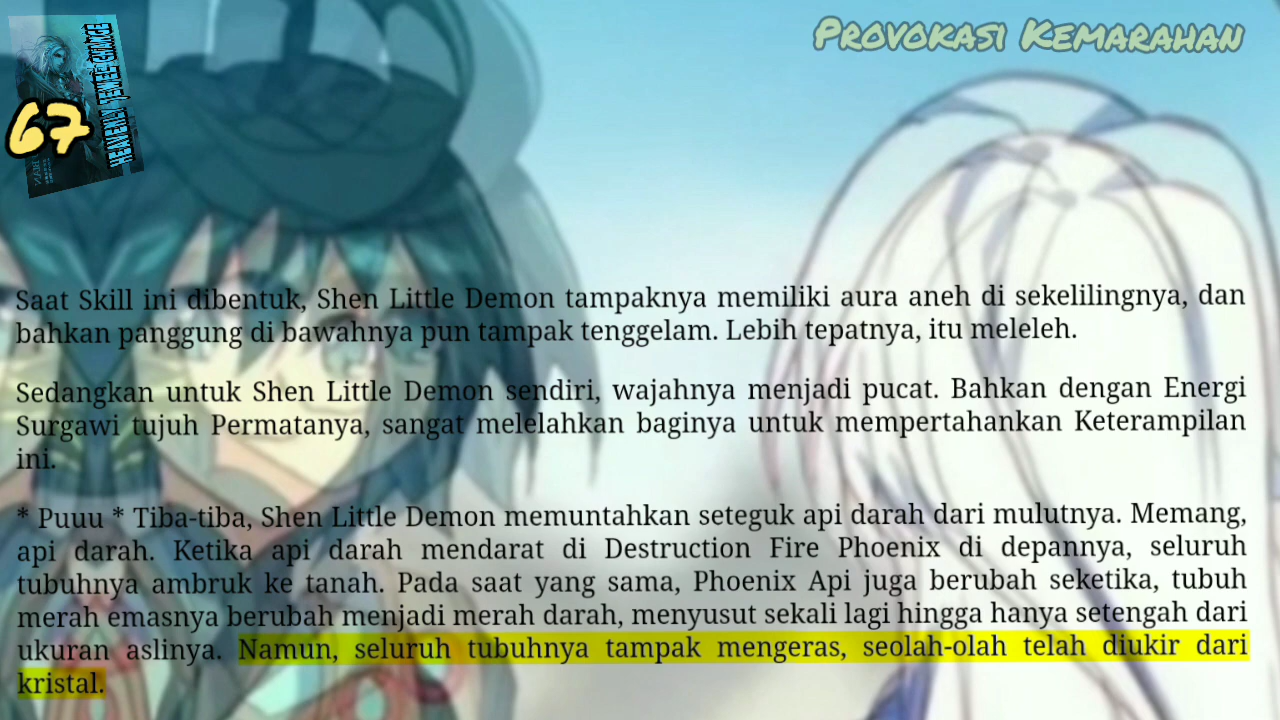 Provokasi Kemarahan
HEAVENLY JEWEL CHANGE
67
Saat Skill ini dibentuk, Shen Little Demon tampaknya memiliki aura aneh di sekelilingnya, dan
bahkan panggung di bawahnya pun tampak tenggelam. Lebih tepatnya, itu meleleh.
Sedangkan untuk Shen Little Demon sendiri, wajahnya menjadi pucat. Bahkan dengan Energi
Surgawi tujuh Permatanya, sangat melelahkan baginya untuk mempertahankan Keterampilan
ini.
* Puuu * Tiba-tiba, Shen Little Demon memuntahkan seteguk api darah dari mulutnya. Memang,
api darah. Ketika api darah mendarat di Destruction Fire Phoenix di depannya, seluruh
tubuhnya ambruk ke tanah. Pada saat yang sama, Phoenix Api juga berubah seketika, tubuh
merah emasnya berubah menjadi merah darah, menyusut sekali lagi hingga hanya setengah dari
ukuran aslinya. Namun, seluruh tubuhnya tampak mengeras, seolah-olah telah diukir dari
kristal.